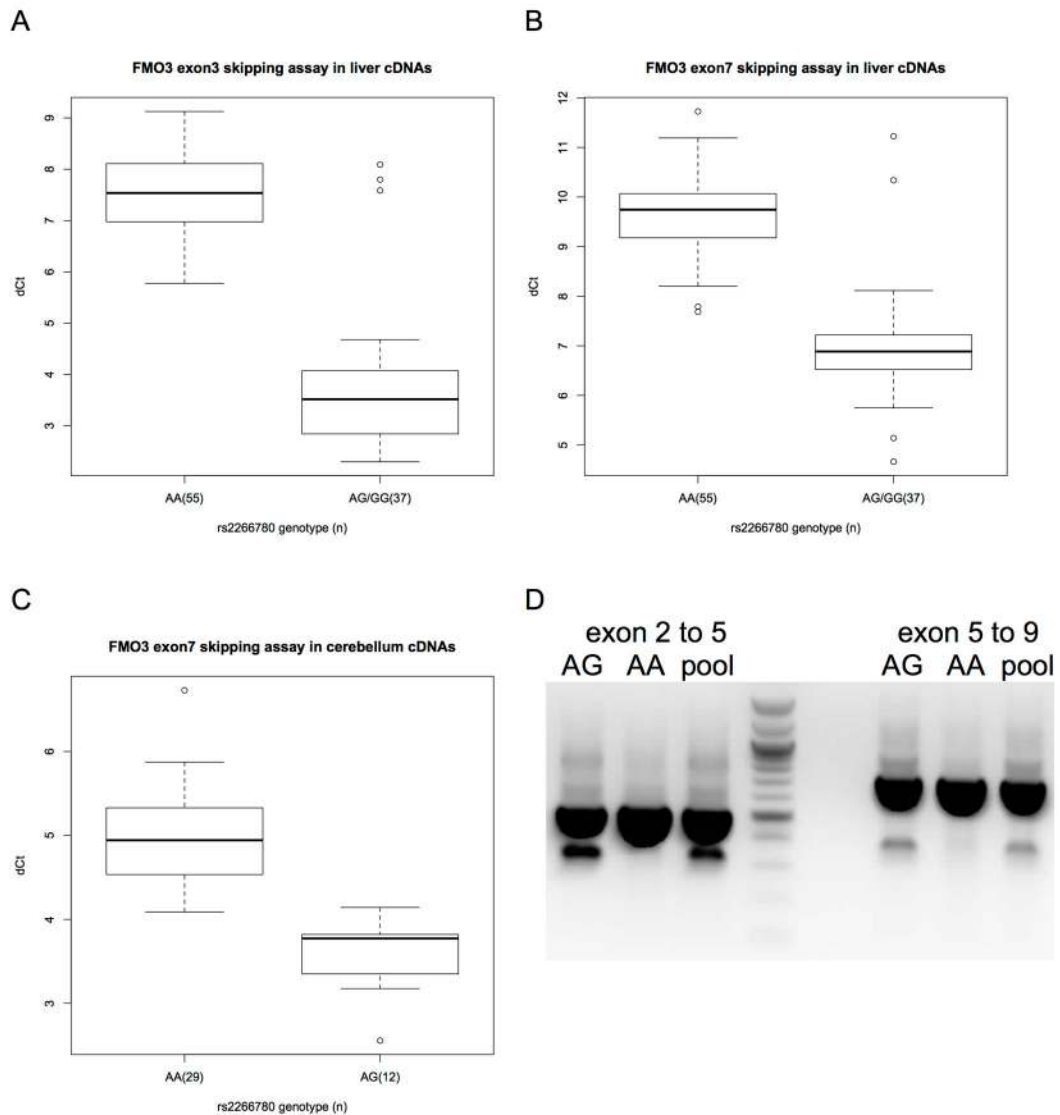 A
FMO3 exon3 skipping assay in liver cDNAs
9
8
7
6
5
4
3
dCt
AA(55)
AG/GG(37)
rs2266780 genotype (n)
B
FMO3 exon7 skipping assay in liver cDNAs
12
11
10
9
8
7
6
5
dCt
AA(55)
AG/GG(37)
rs2266780 genotype (n)
C
FMO3 exon7 skipping assay in cerebellum cDNAs
6
5
4
3
dCt
AA(29)
AG(12)
rs2266780 genotype (n)
D
exon 2 to 5
AG AA pool
exon 5 to 9
AG AA pool